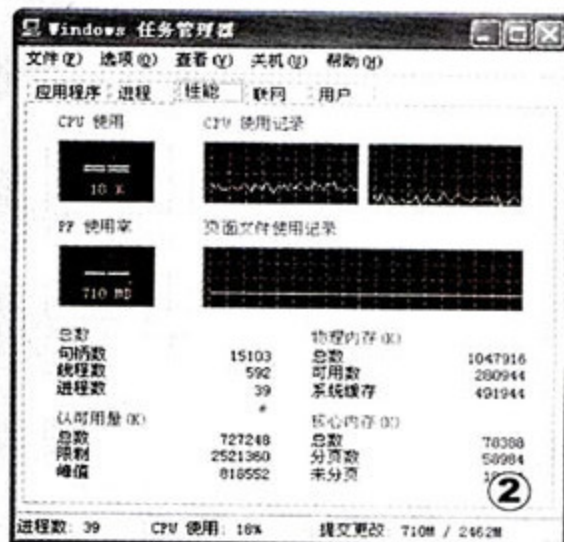 Windows 任务管理器
文件(F) 选项(O) 查看(V) 关机(U) 帮助(H)
应用程序 进程 性能 联网 用户
CPU 使用 CPU 使用记录
18 %
PF 使用率 页面文件使用记录
710 MB
总数 物理内存(K)
句柄数 15103 总数 1047916
线程数 592 可用数 280944
进程数 39 系统缓存 491944
认可用量(K) 核心内存(K)
总数 727248 总数 78388
限制 2521360 分页数 58984
峰值 818552 未分页
②
进程数: 39 CPU 使用: 18% 提交更改: 710M / 2462M